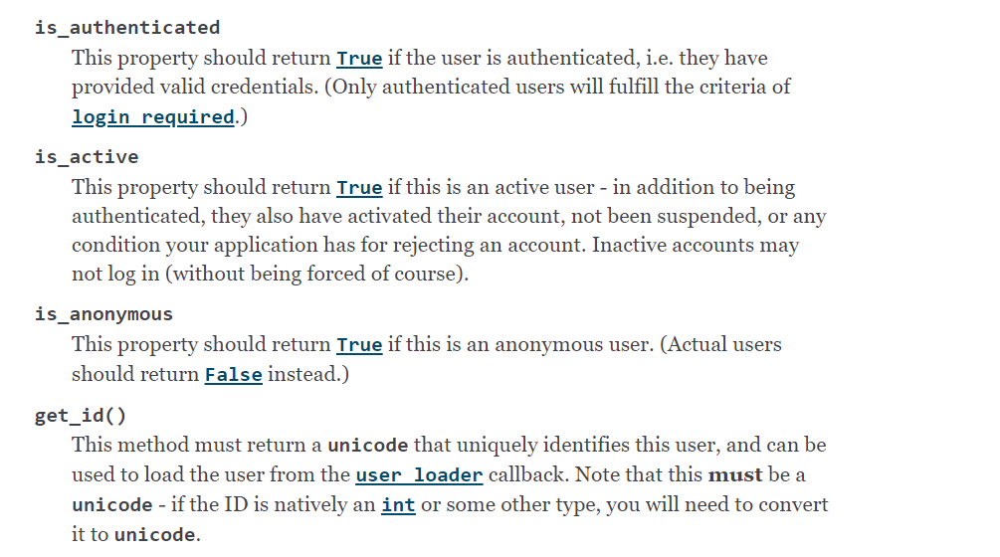 is_authenticated
This property should return True if the user is authenticated, i.e. they have
provided valid credentials. (Only authenticated users will fulfill the criteria of
login_required.)
is_active
This property should return True if this is an active user - in addition to being
authenticated, they also have activated their account, not been suspended, or any
condition your application has for rejecting an account. Inactive accounts may
not log in (without being forced of course).
is_anonymous
This property should return True if this is an anonymous user. (Actual users
should return False instead.)
get_id()
This method must return a unicode that uniquely identifies this user, and can be
used to load the user from the user_loader callback. Note that this must be a
unicode - if the ID is natively an int or some other type, you will need to convert
it to unicode.